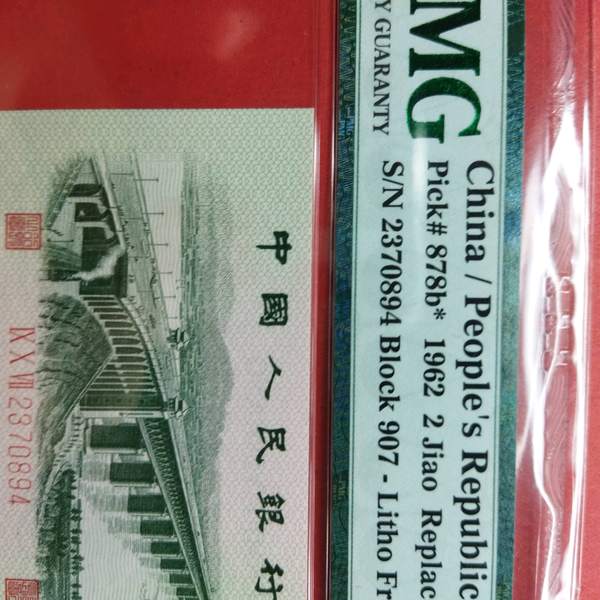 中國人民銀行
ⅨⅩⅦ 2370894
PMG
Y GUARANTY
China / People's Republic
Pick# 878b* 1962 2 Jiao Replac
S/N 2370894 Block 907 - Litho Fr